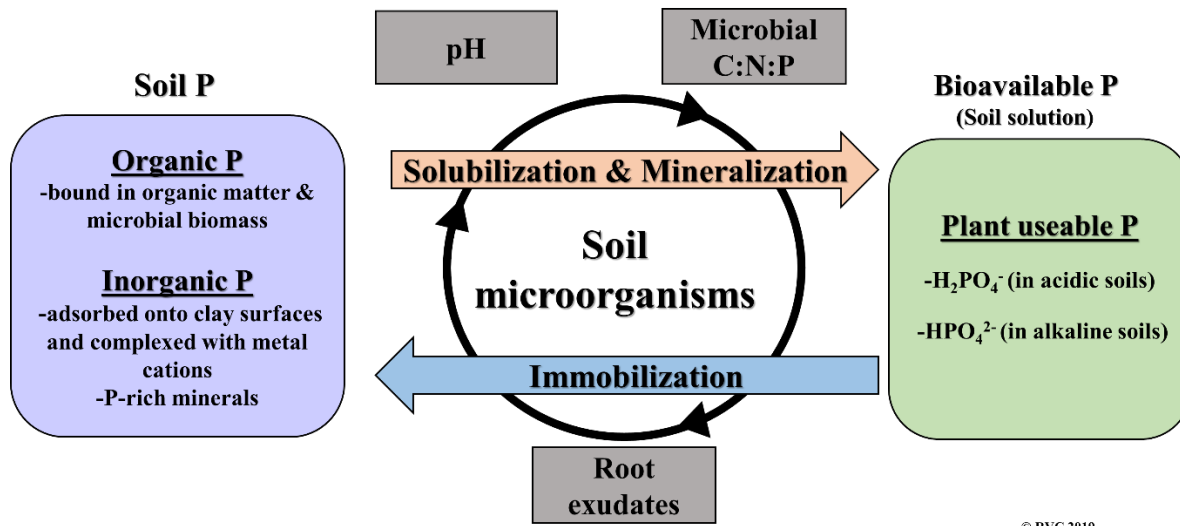 pH
Microbial
C:N:P
Soil P
Organic P
-bound in organic matter &
microbial biomass
Inorganic P
-adsorbed onto clay surfaces
and complexed with metal
cations
-P-rich minerals
Solubilization & Mineralization
Soil
microorganisms
Immobilization
Root
exudates
Bioavailable P
(Soil solution)
Plant useable P
-H₂PO₄⁻ (in acidic soils)
-HPO₄²⁻ (in alkaline soils)